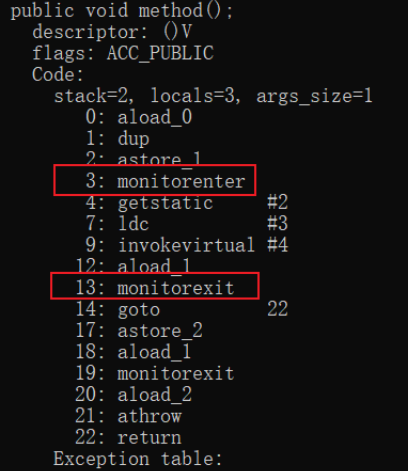 public void method();
descriptor: ()V
flags: ACC_PUBLIC
Code:
stack=2, locals=3, args_size=1
0: aload_0
1: dup
2: astore_1
3: monitorenter
4: getstatic #2
7: ldc #3
9: invokevirtual #4
12: aload_1
13: monitorexit
14: goto 22
17: astore_2
18: aload_1
19: monitorexit
20: aload_2
21: athrow
22: return
Exception table: